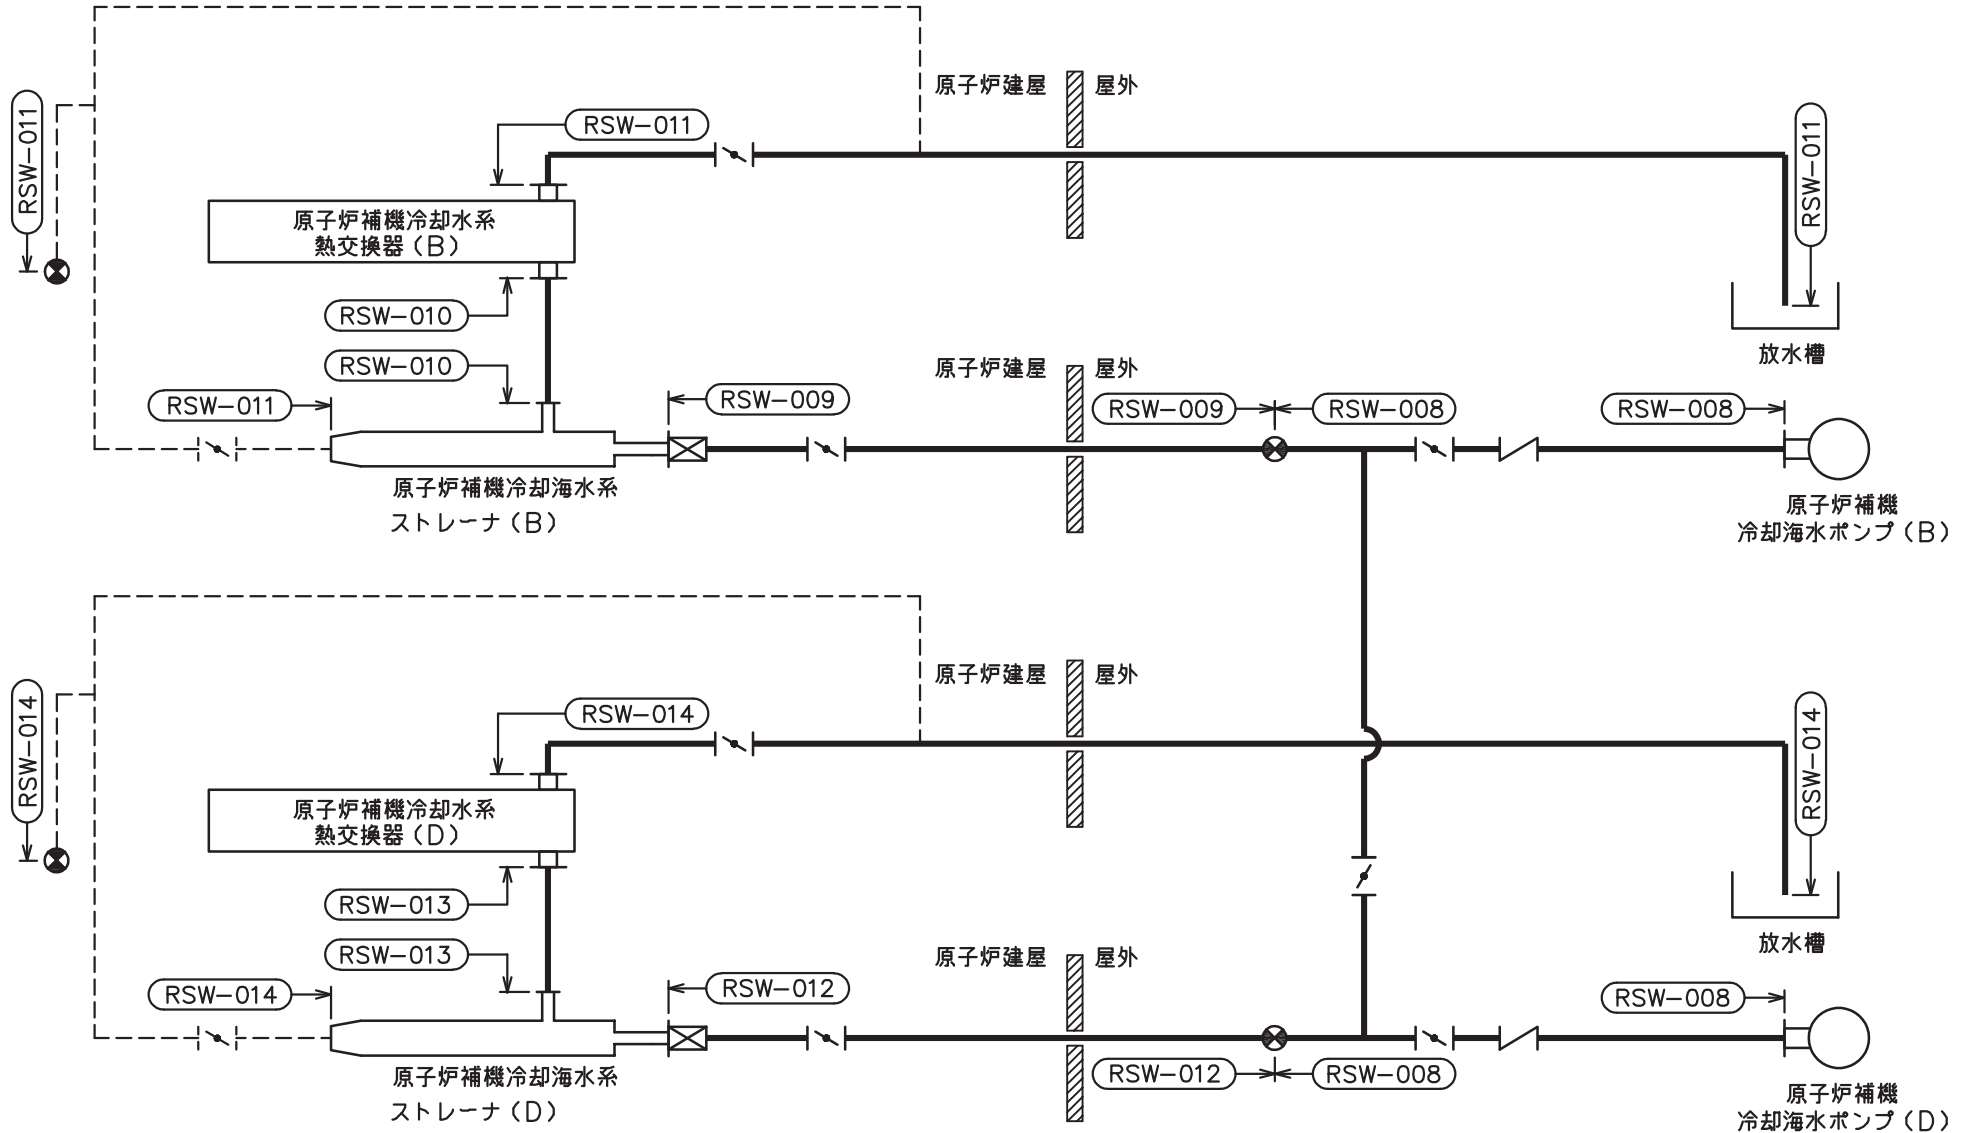 原子炉建屋
屋外
RSW-011
RSW-011
RSW-011
原子炉補機冷却水系
熱交換器(B)
RSW-010
RSW-010
放水槽
原子炉建屋
屋外
RSW-011
RSW-009
RSW-009
RSW-008
RSW-008
原子炉補機冷却海水系
ストレーナ(B)
原子炉補機
冷却海水ポンプ(B)
原子炉建屋
屋外
RSW-014
RSW-014
RSW-014
原子炉補機冷却水系
熱交換器(D)
RSW-013
RSW-013
放水槽
原子炉建屋
屋外
RSW-014
RSW-012
RSW-008
RSW-012
RSW-008
原子炉補機冷却海水系
ストレーナ(D)
原子炉補機
冷却海水ポンプ(D)